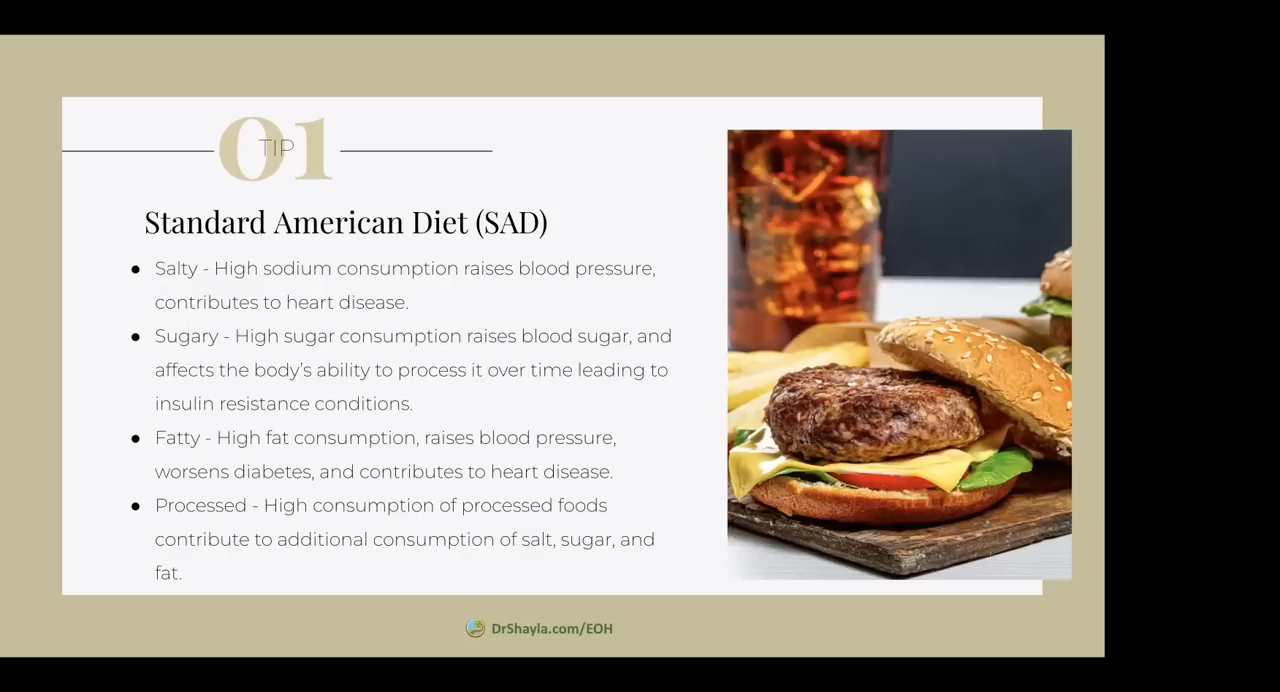 01
TIP
Standard American Diet (SAD)
● Salty - High sodium consumption raises blood pressure,
contributes to heart disease.
● Sugary - High sugar consumption raises blood sugar, and
affects the body’s ability to process it over time leading to
insulin resistance conditions.
● Fatty - High fat consumption, raises blood pressure,
worsens diabetes, and contributes to heart disease.
● Processed - High consumption of processed foods
contribute to additional consumption of salt, sugar, and
fat.
DrShayla.com/EOH